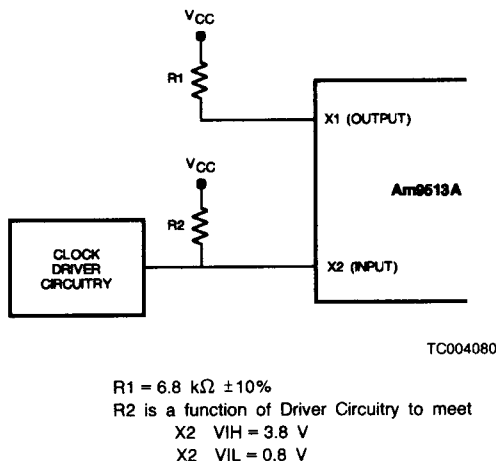 VCC
R1
X1 (OUTPUT)
VCC
Am9513A
R2
CLOCK
DRIVER
CIRCUITRY
X2 (INPUT)
TC004080
R1 = 6.8 kΩ ±10%
R2 is a function of Driver Circuitry to meet
X2 VIH = 3.8 V
X2 VIL = 0.8 V